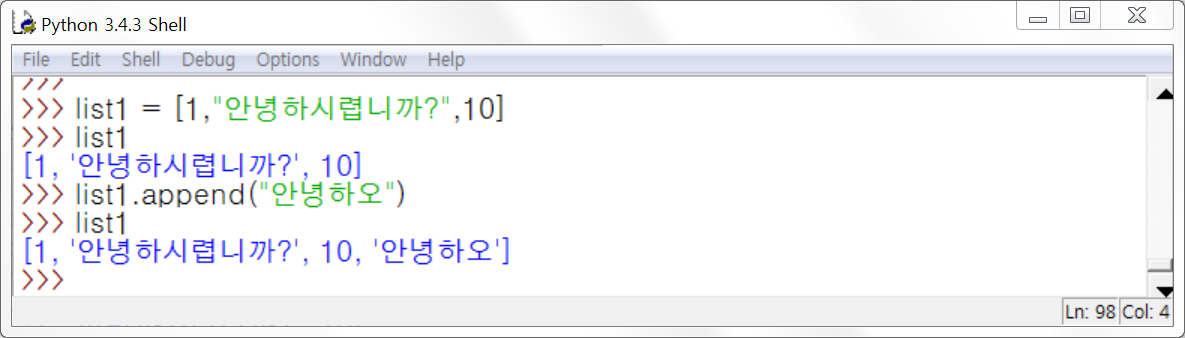 Python 3.4.3 Shell
File Edit Shell Debug Options Window Help
>>>
>>> list1 = [1,"안녕하시렵니까?",10]
>>> list1
[1, '안녕하시렵니까?', 10]
>>> list1.append("안녕하오")
>>> list1
[1, '안녕하시렵니까?', 10, '안녕하오']
>>>
Ln: 98 Col: 4